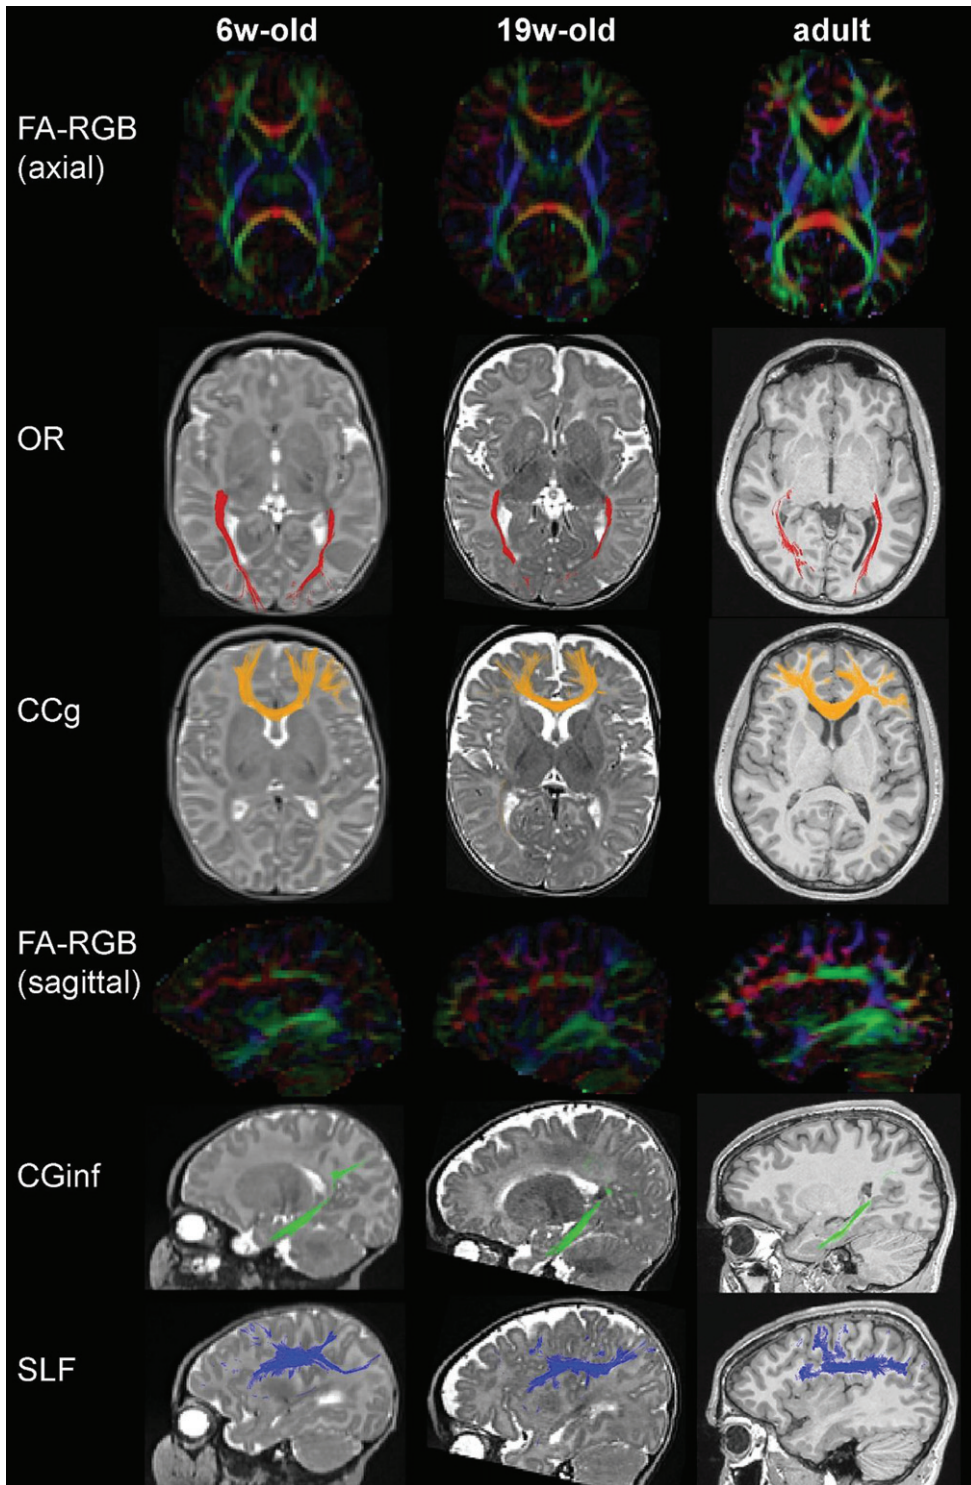 6w-old 19w-old adult
FA-RGB
(axial)
OR
CCg
FA-RGB
(sagittal)
CGinf
SLF